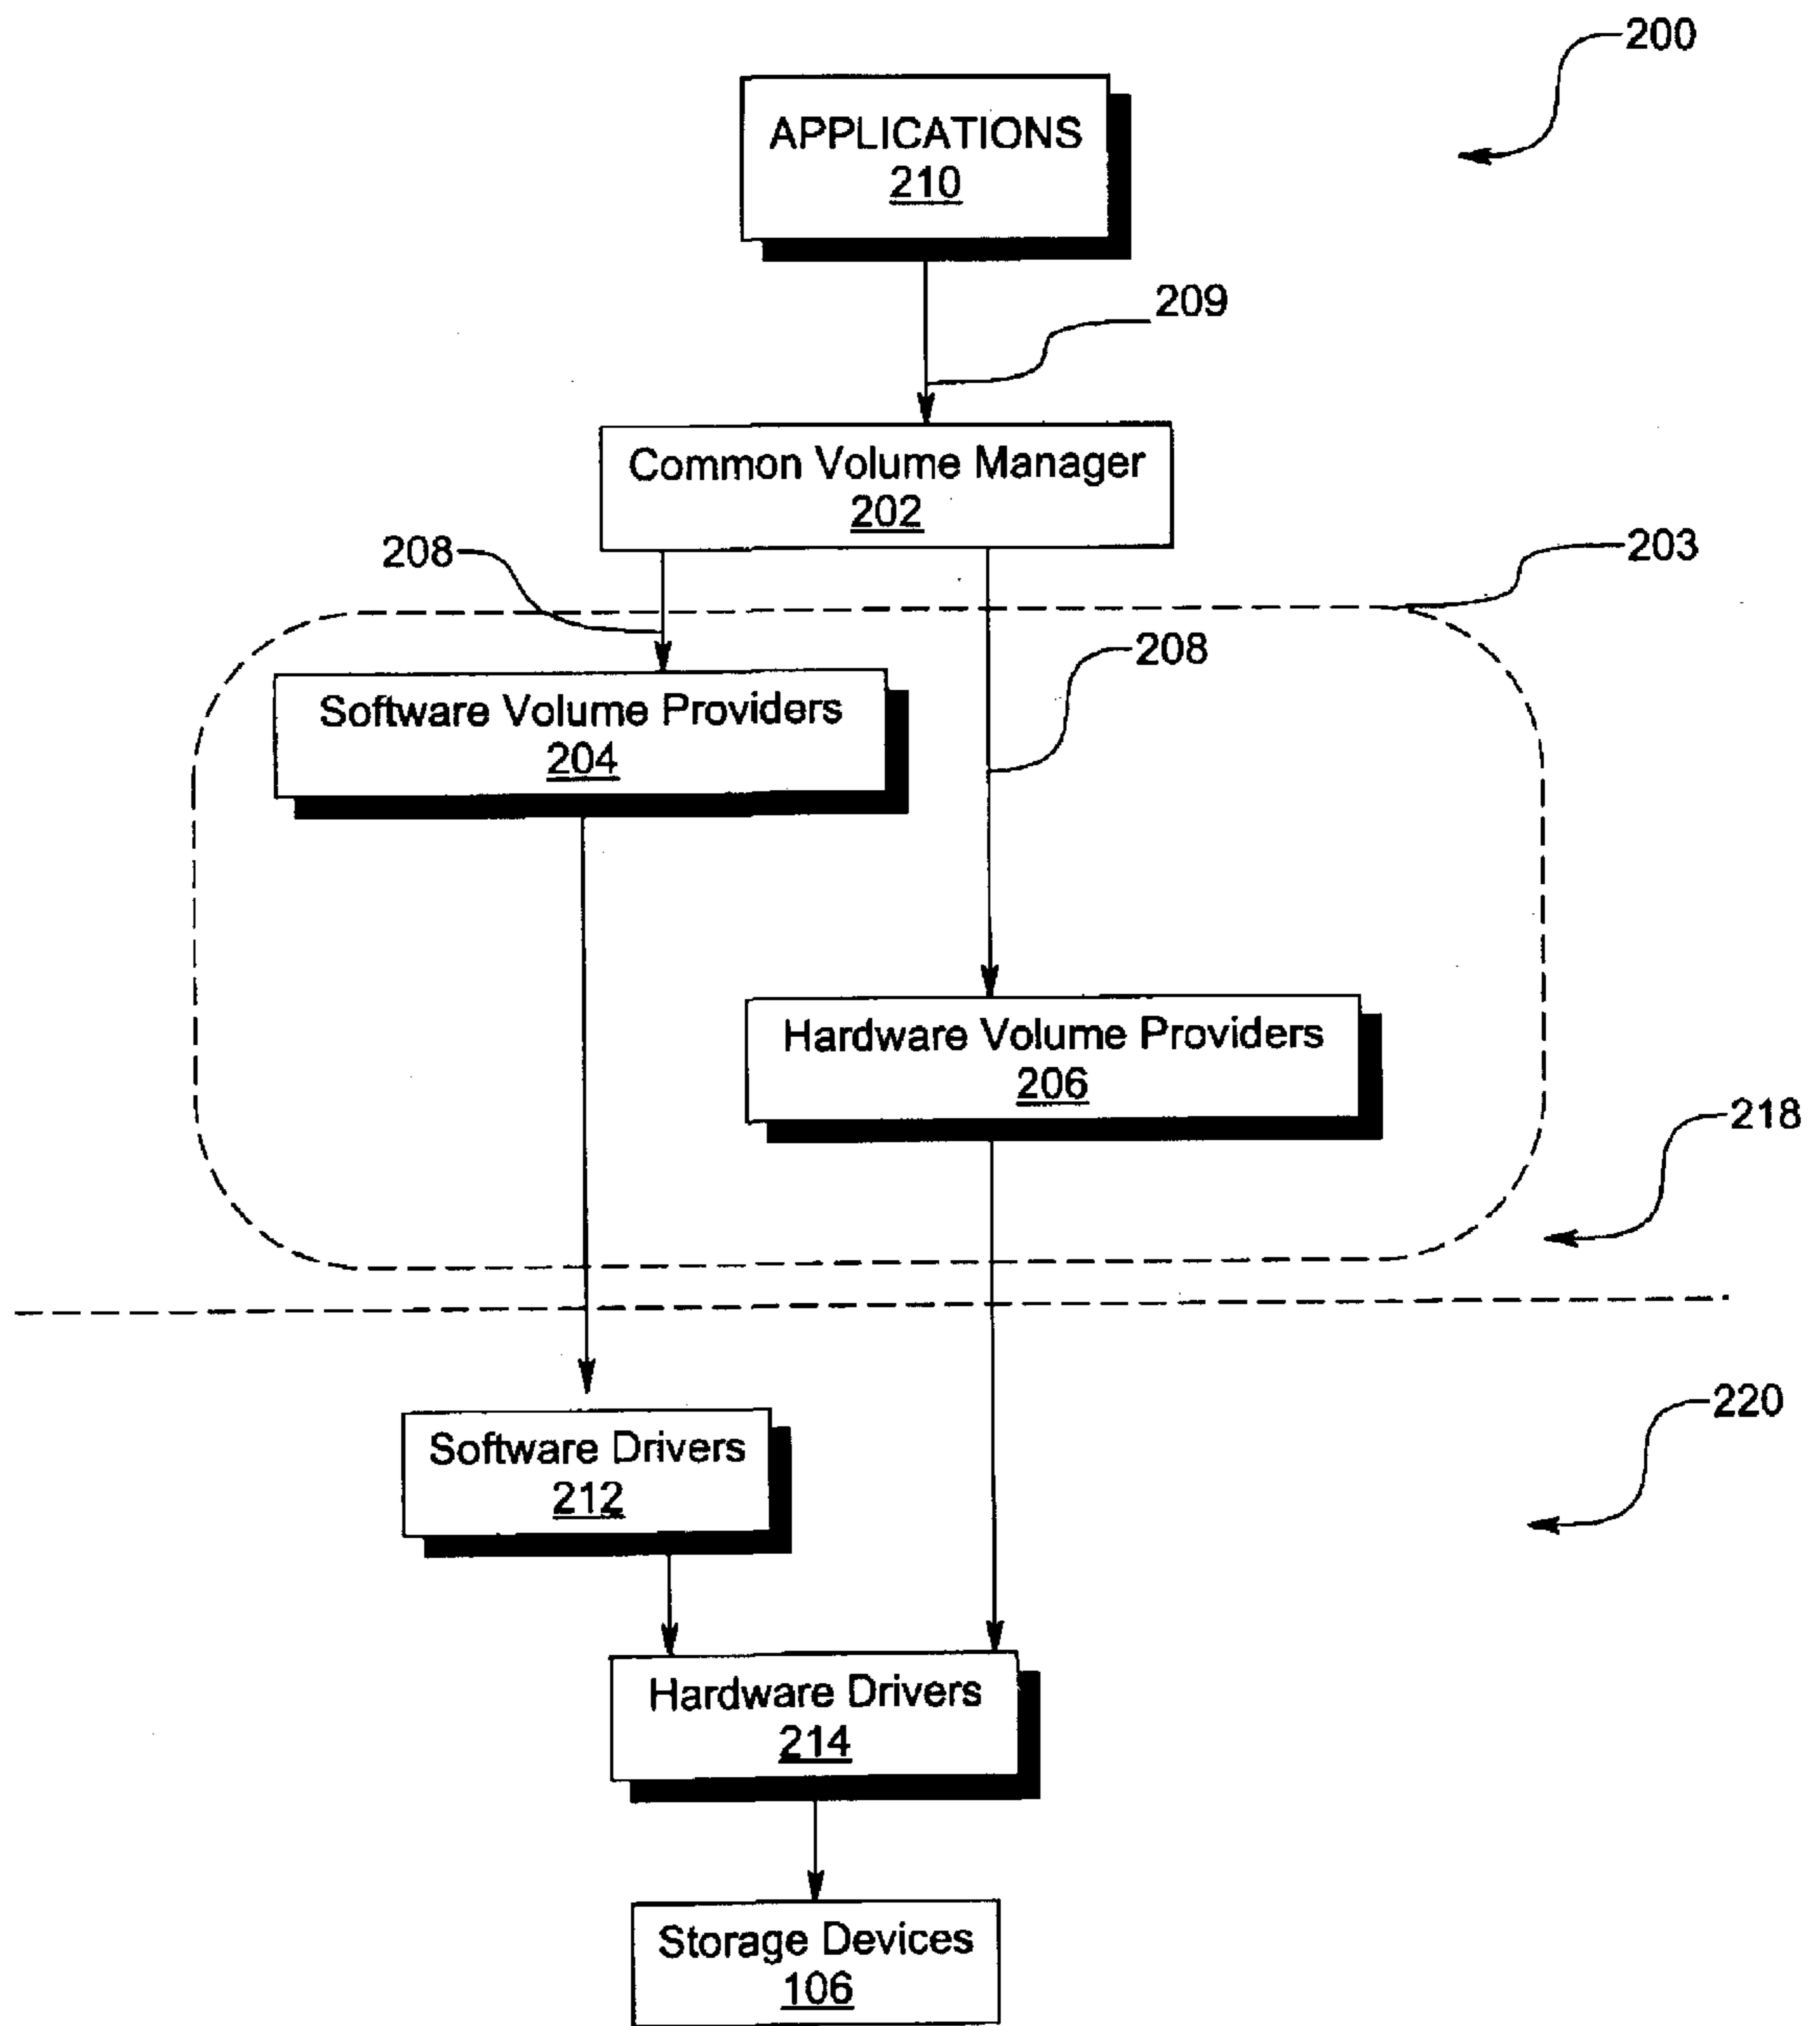 200
APPLICATIONS
210
209
Common Volume Manager
202
208
203
208
Software Volume Providers
204
Hardware Volume Providers
206
218
220
Software Drivers
212
Hardware Drivers
214
Storage Devices
106